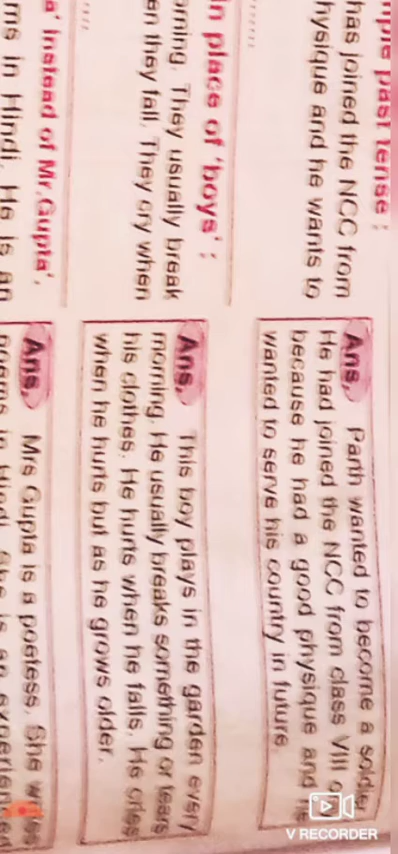 past tense :
has joined the NCC from
hysique and he wants to
in place of 'boys' :
They usually break
en they fall. They cry when
a' instead of Mr. Gupta'.
ms in Hindi. He is an
Ans. Parth wanted to become a
He had joined the NCC from class VIII
because he had a good physique and he
wanted to serve his country in future.
Ans. This boy plays in the garden every
morning. He usually breaks something or tears
his clothes. He hurts when he falls. He cries
when he hurts but as he grows older.
Ans. Mrs Gupta is a poetess. She
poems in Hindi. She is an
V RECORDER